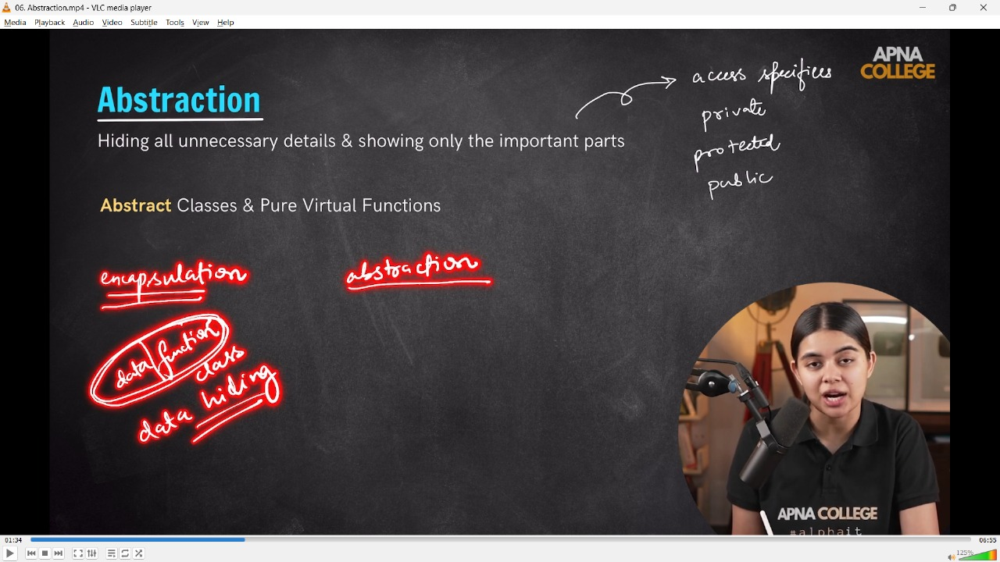 06. Abstraction.mp4 - VLC media player
Media Playback Audio Video Subtitle Tools View Help
APNA
COLLEGE
Abstraction
Hiding all unnecessary details & showing only the important parts
access specifiers
private
protected
public
Abstract Classes & Pure Virtual Functions
encapsulation
abstraction
data function
class
data hiding
APNA COLLEGE
#alphait
01:34
06:55
125%